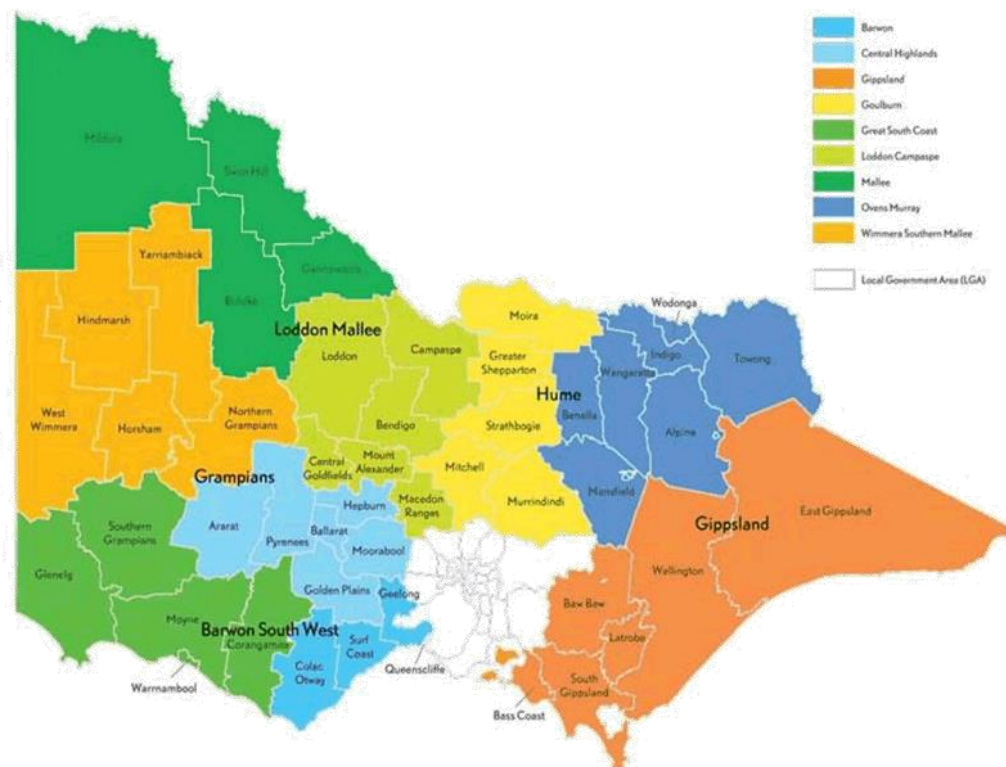 Barwon
Central Highlands
Gippsland
Goulburn
Great South Coast
Loddon Campaspe
Mallee
Ovens Murray
Wimmera Southern Mallee
Local Government Area (LGA)
Mildura
Swan Hill
Yarriambiack
Gannawarra
Buloke
Hindmarsh
Loddon Mallee
Loddon
Campaspe
Moira
Wodonga
Indigo
Towong
Greater
Shepparton
Wangaratta
Hume
Benalla
West
Wimmera
Horsham
Northern
Grampians
Bendigo
Strathbogie
Alpine
Grampians
Central
Goldfields
Mount
Alexander
Mitchell
Mansfield
Macedon
Ranges
Murrindindi
Hepburn
Southern
Grampians
Ararat
Pyrenees
Ballarat
Moorabool
Gippsland
East Gippsland
Glenelg
Wellington
Golden Plains
Geelong
Baw Baw
Moyne
Barwon South West
Corangamite
Surf
Coast
Latrobe
Colac
Otway
Queenscliffe
Warrnambool
South
Gippsland
Bass Coast